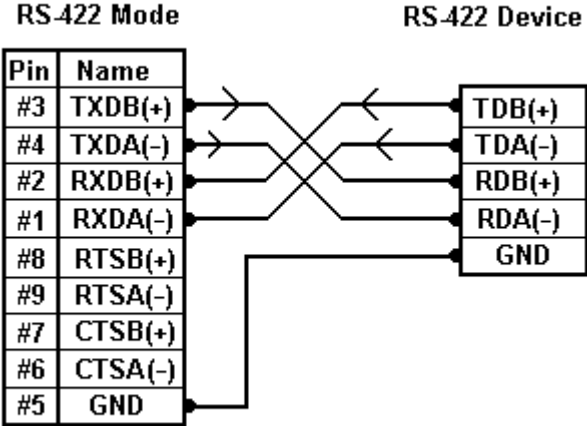 RS-422 Mode
RS-422 Device
Pin Name
#3 TXDB(+)
#4 TXDA(-)
#2 RXDB(+)
#1 RXDA(-)
#8 RTSB(+)
#9 RTSA(-)
#7 CTSB(+)
#6 CTSA(-)
#5 GND
TDB(+)
TDA(-)
RDB(+)
RDA(-)
GND